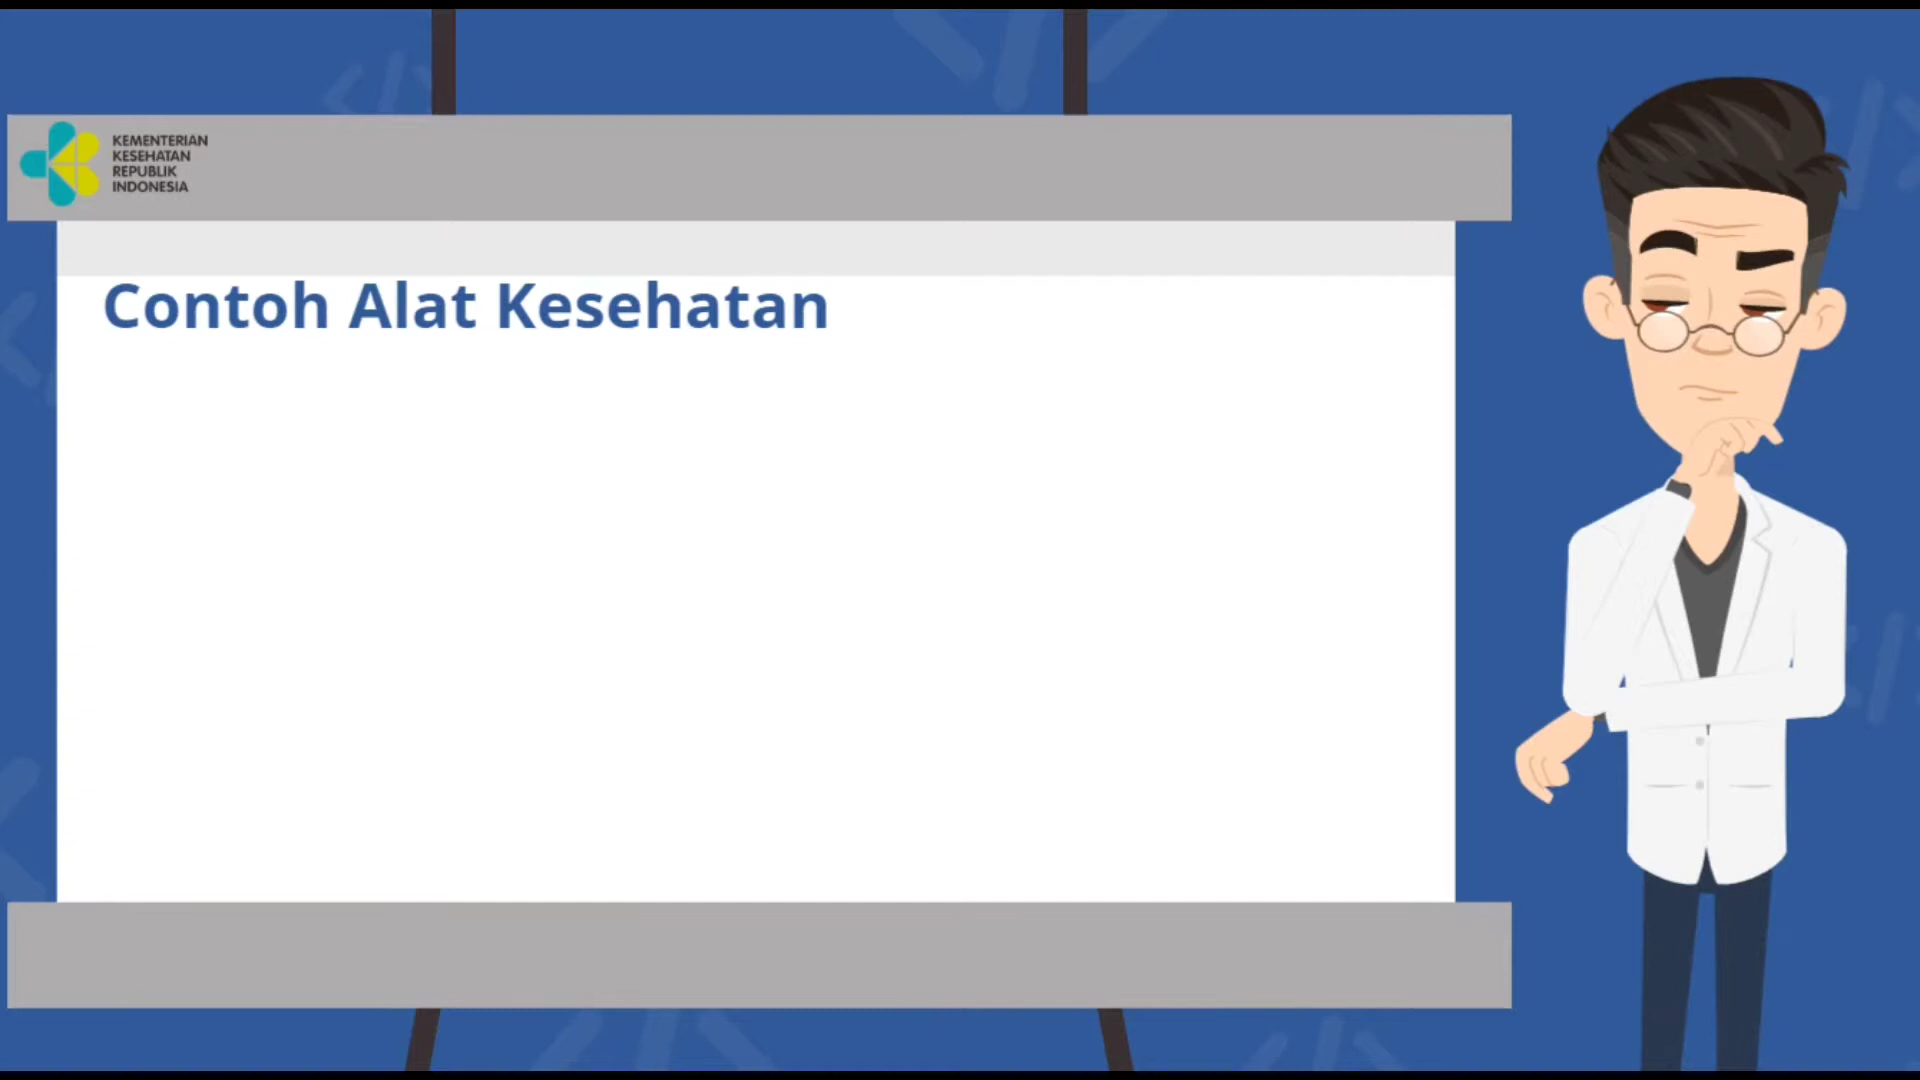 KEMENTERIAN
KESEHATAN
REPUBLIK
INDONESIA
Contoh Alat Kesehatan